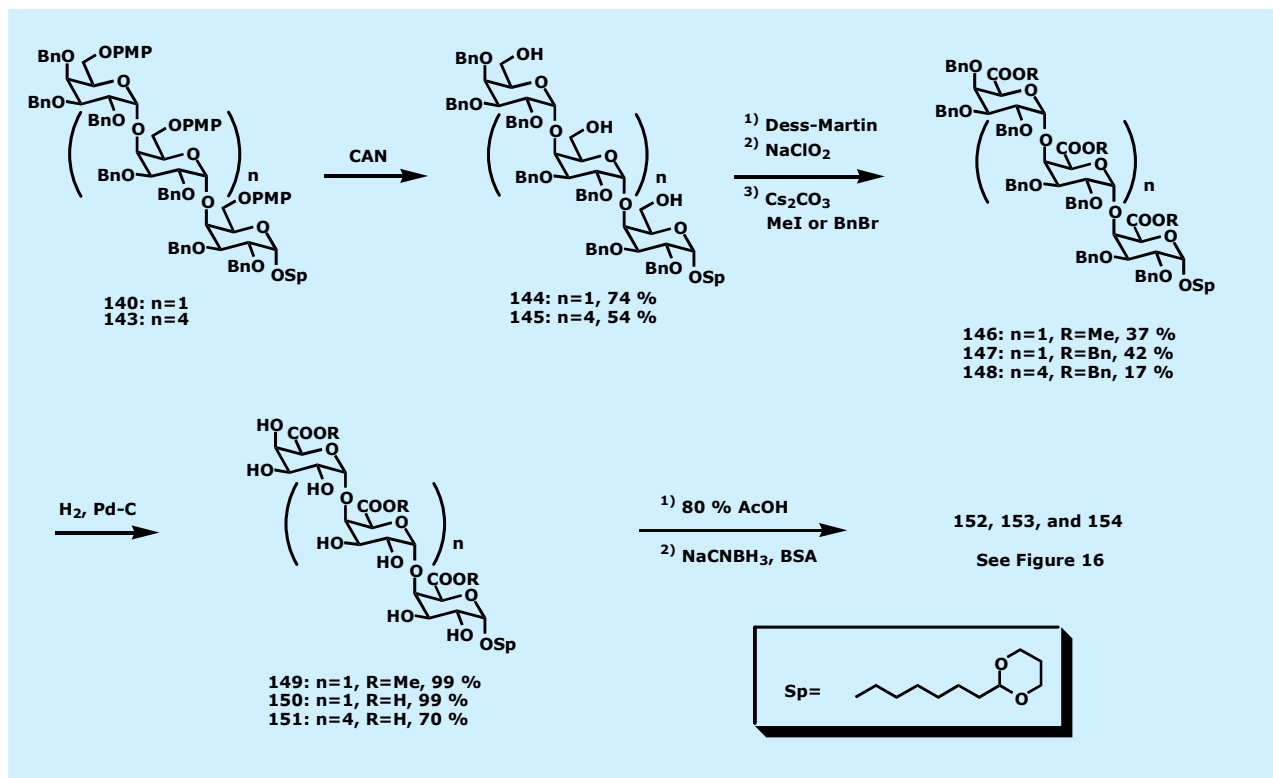 BnO OPMP
O
BnO
BnO O OPMP
O n
BnO
BnO O OPMP
O
BnO
BnO OSp
140: n=1
143: n=4
CAN
BnO OH
O
BnO
BnO O OH
O
BnO n
BnO O OH
O
BnO
BnO OSp
144: n=1, 74 %
145: n=4, 54 %
1) Dess-Martin
2) NaClO2
3) Cs2CO3
MeI or BnBr
BnO COOR
O
BnO
BnO O COOR
O
BnO n
BnO O COOR
O
BnO
BnO OSp
146: n=1, R=Me, 37 %
147: n=1, R=Bn, 42 %
148: n=4, R=Bn, 17 %
H2, Pd-C
HO COOR
O
HO
HO O COOR
O
HO n
HO O COOR
O
HO
HO OSp
149: n=1, R=Me, 99 %
150: n=1, R=H, 99 %
151: n=4, R=H, 70 %
1) 80 % AcOH
2) NaCNBH3, BSA
152, 153, and 154
See Figure 16
Sp=
O
O